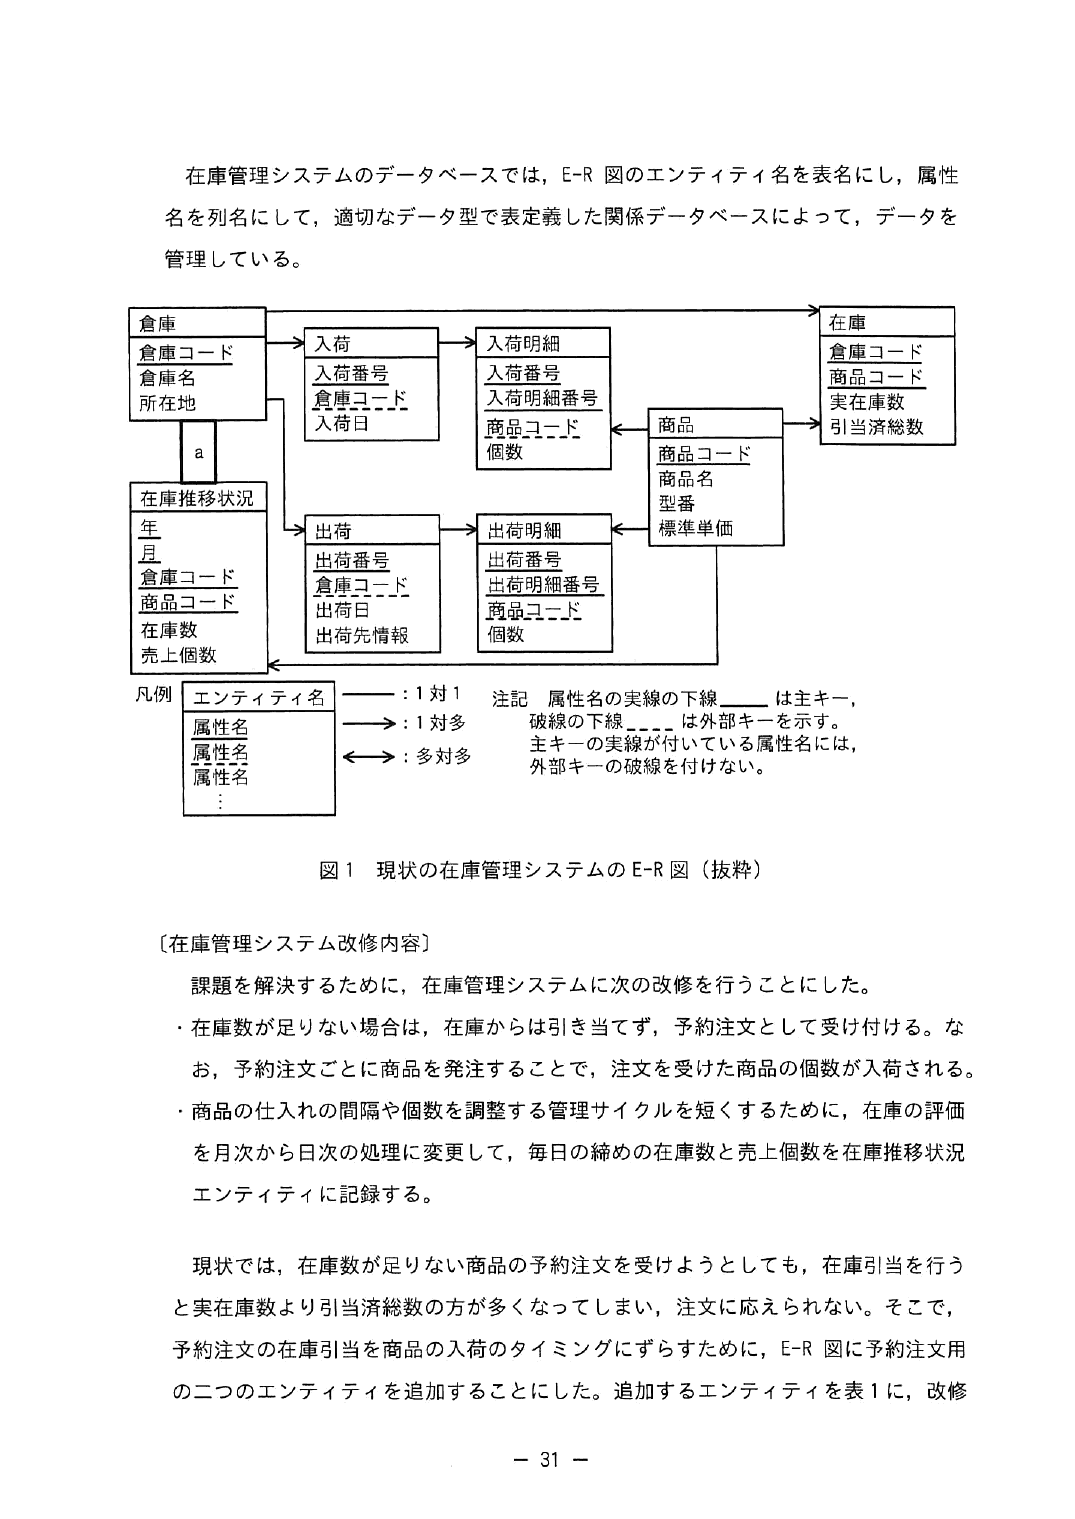 在庫管理システムのデータベースでは，E-R 図のエンティティ名を表名にし，属性
名を列名にして，適切なデータ型で表定義した関係データベースによって，データを
管理している。
倉庫
倉庫コード
倉庫名
所在地
入荷
入荷番号
倉庫コード
入荷日
入荷明細
入荷番号
入荷明細番号
商品コード
個数
在庫
倉庫コード
商品コード
実在庫数
引当済総数
商品
商品コード
商品名
型番
標準単価
a
在庫推移状況
年
月
倉庫コード
商品コード
在庫数
売上個数
出荷
出荷番号
倉庫コード
出荷日
出荷先情報
出荷明細
出荷番号
出荷明細番号
商品コード
個数
凡例
エンティティ名
属性名
属性名
属性名
⋮
：1 対 1
：1 対多
：多対多
注記　属性名の実線の下線＿＿は主キー，
破線の下線____は外部キーを示す。
主キーの実線が付いている属性名には，
外部キーの破線を付けない。
図 1　現状の在庫管理システムの E-R 図（抜粋）
〔在庫管理システム改修内容〕
課題を解決するために，在庫管理システムに次の改修を行うことにした。
・在庫数が足りない場合は，在庫からは引き当てず，予約注文として受け付ける。な
お，予約注文ごとに商品を発注することで，注文を受けた商品の個数が入荷される。
・商品の仕入れの間隔や個数を調整する管理サイクルを短くするために，在庫の評価
を月次から日次の処理に変更して，毎日の締めの在庫数と売上個数を在庫推移状況
エンティティに記録する。
現状では，在庫数が足りない商品の予約注文を受けようとしても，在庫引当を行う
と実在庫数より引当済総数の方が多くなってしまい，注文に応えられない。そこで，
予約注文の在庫引当を商品の入荷のタイミングにずらすために，E-R 図に予約注文用
の二つのエンティティを追加することにした。追加するエンティティを表 1 に，改修
－ 31 －